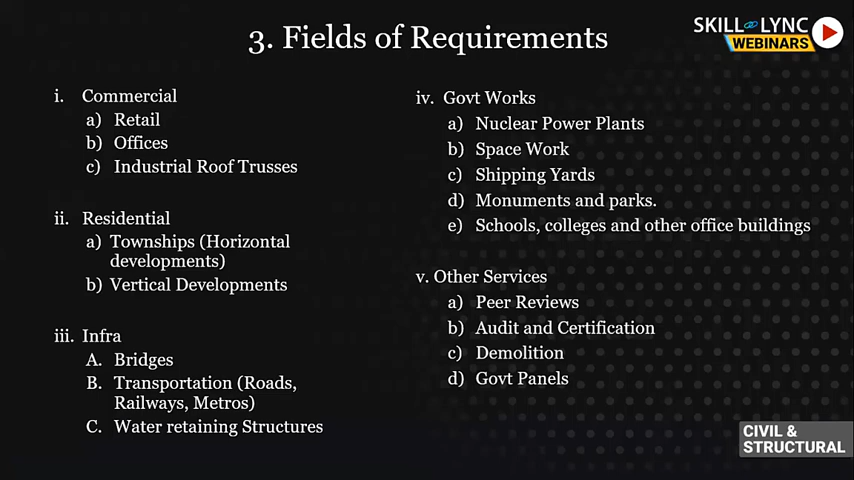 3. Fields of Requirements
SKILL LYNC
WEBINARS
i. Commercial
a) Retail
b) Offices
c) Industrial Roof Trusses
ii. Residential
a) Townships (Horizontal
developments)
b) Vertical Developments
iii. Infra
A. Bridges
B. Transportation (Roads,
Railways, Metros)
C. Water retaining Structures
iv. Govt Works
a) Nuclear Power Plants
b) Space Work
c) Shipping Yards
d) Monuments and parks.
e) Schools, colleges and other office buildings
v. Other Services
a) Peer Reviews
b) Audit and Certification
c) Demolition
d) Govt Panels
CIVIL &
STRUCTURAL